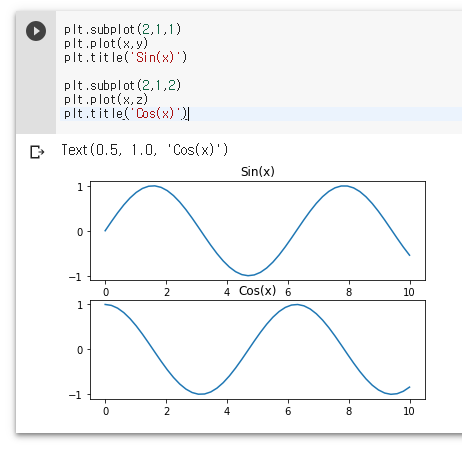 plt.subplot(2,1,1)
plt.plot(x,y)
plt.title('Sin(x)')
plt.subplot(2,1,2)
plt.plot(x,z)
plt.title('Cos(x)')
Text(0.5, 1.0, 'Cos(x)')
Sin(x)
1
0
−1
0 2 4 6 8 10
Cos(x)
1
0
−1
0 2 4 6 8 10